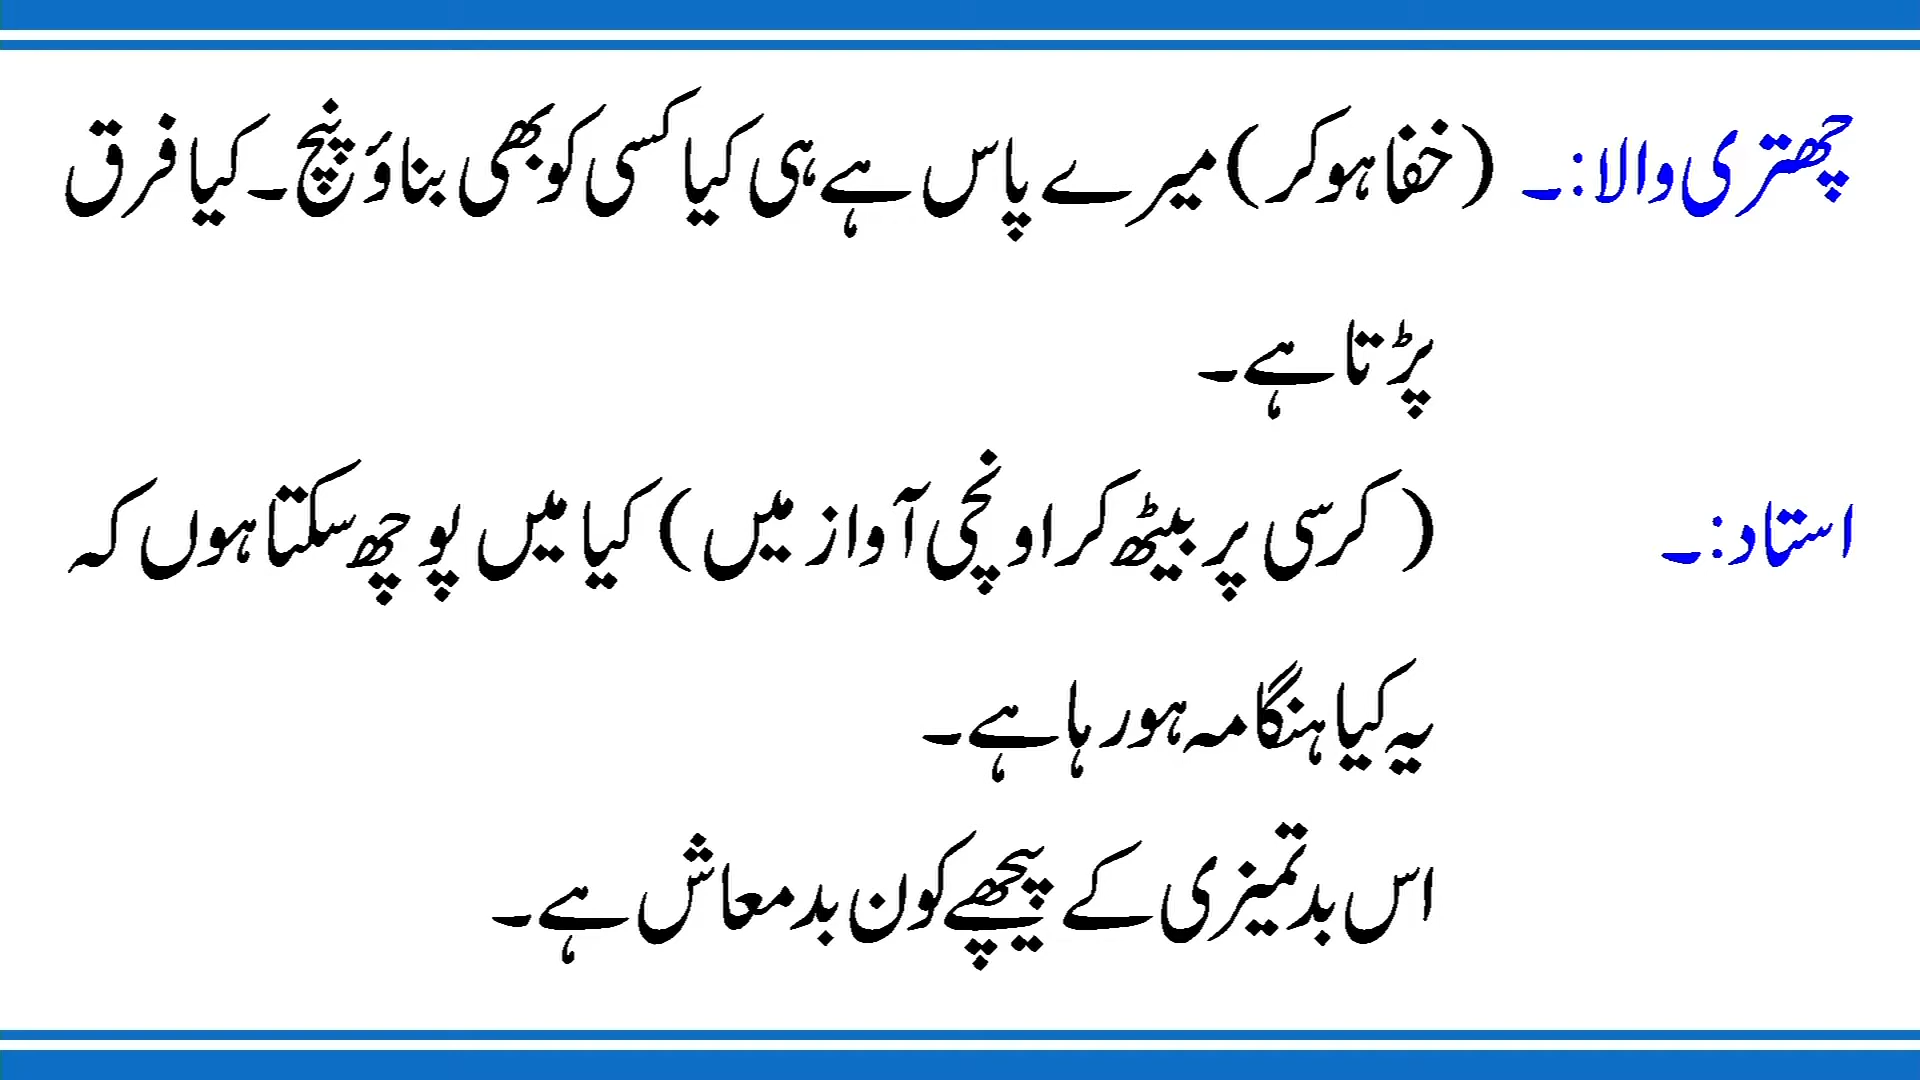 چھتری والا:۔ (خفا ہو کر) میرے پاس ہے ہی کیا کسی کو بھی بناؤ پنچ۔ کیا فرق
پڑتا ہے۔
استاد:۔ (کرسی پر بیٹھ کر اونچی آواز میں) کیا میں پوچھ سکتا ہوں کہ
یہ کیا ہنگامہ ہو رہا ہے۔
اس بدتمیزی کے پیچھے کون بدمعاش ہے۔